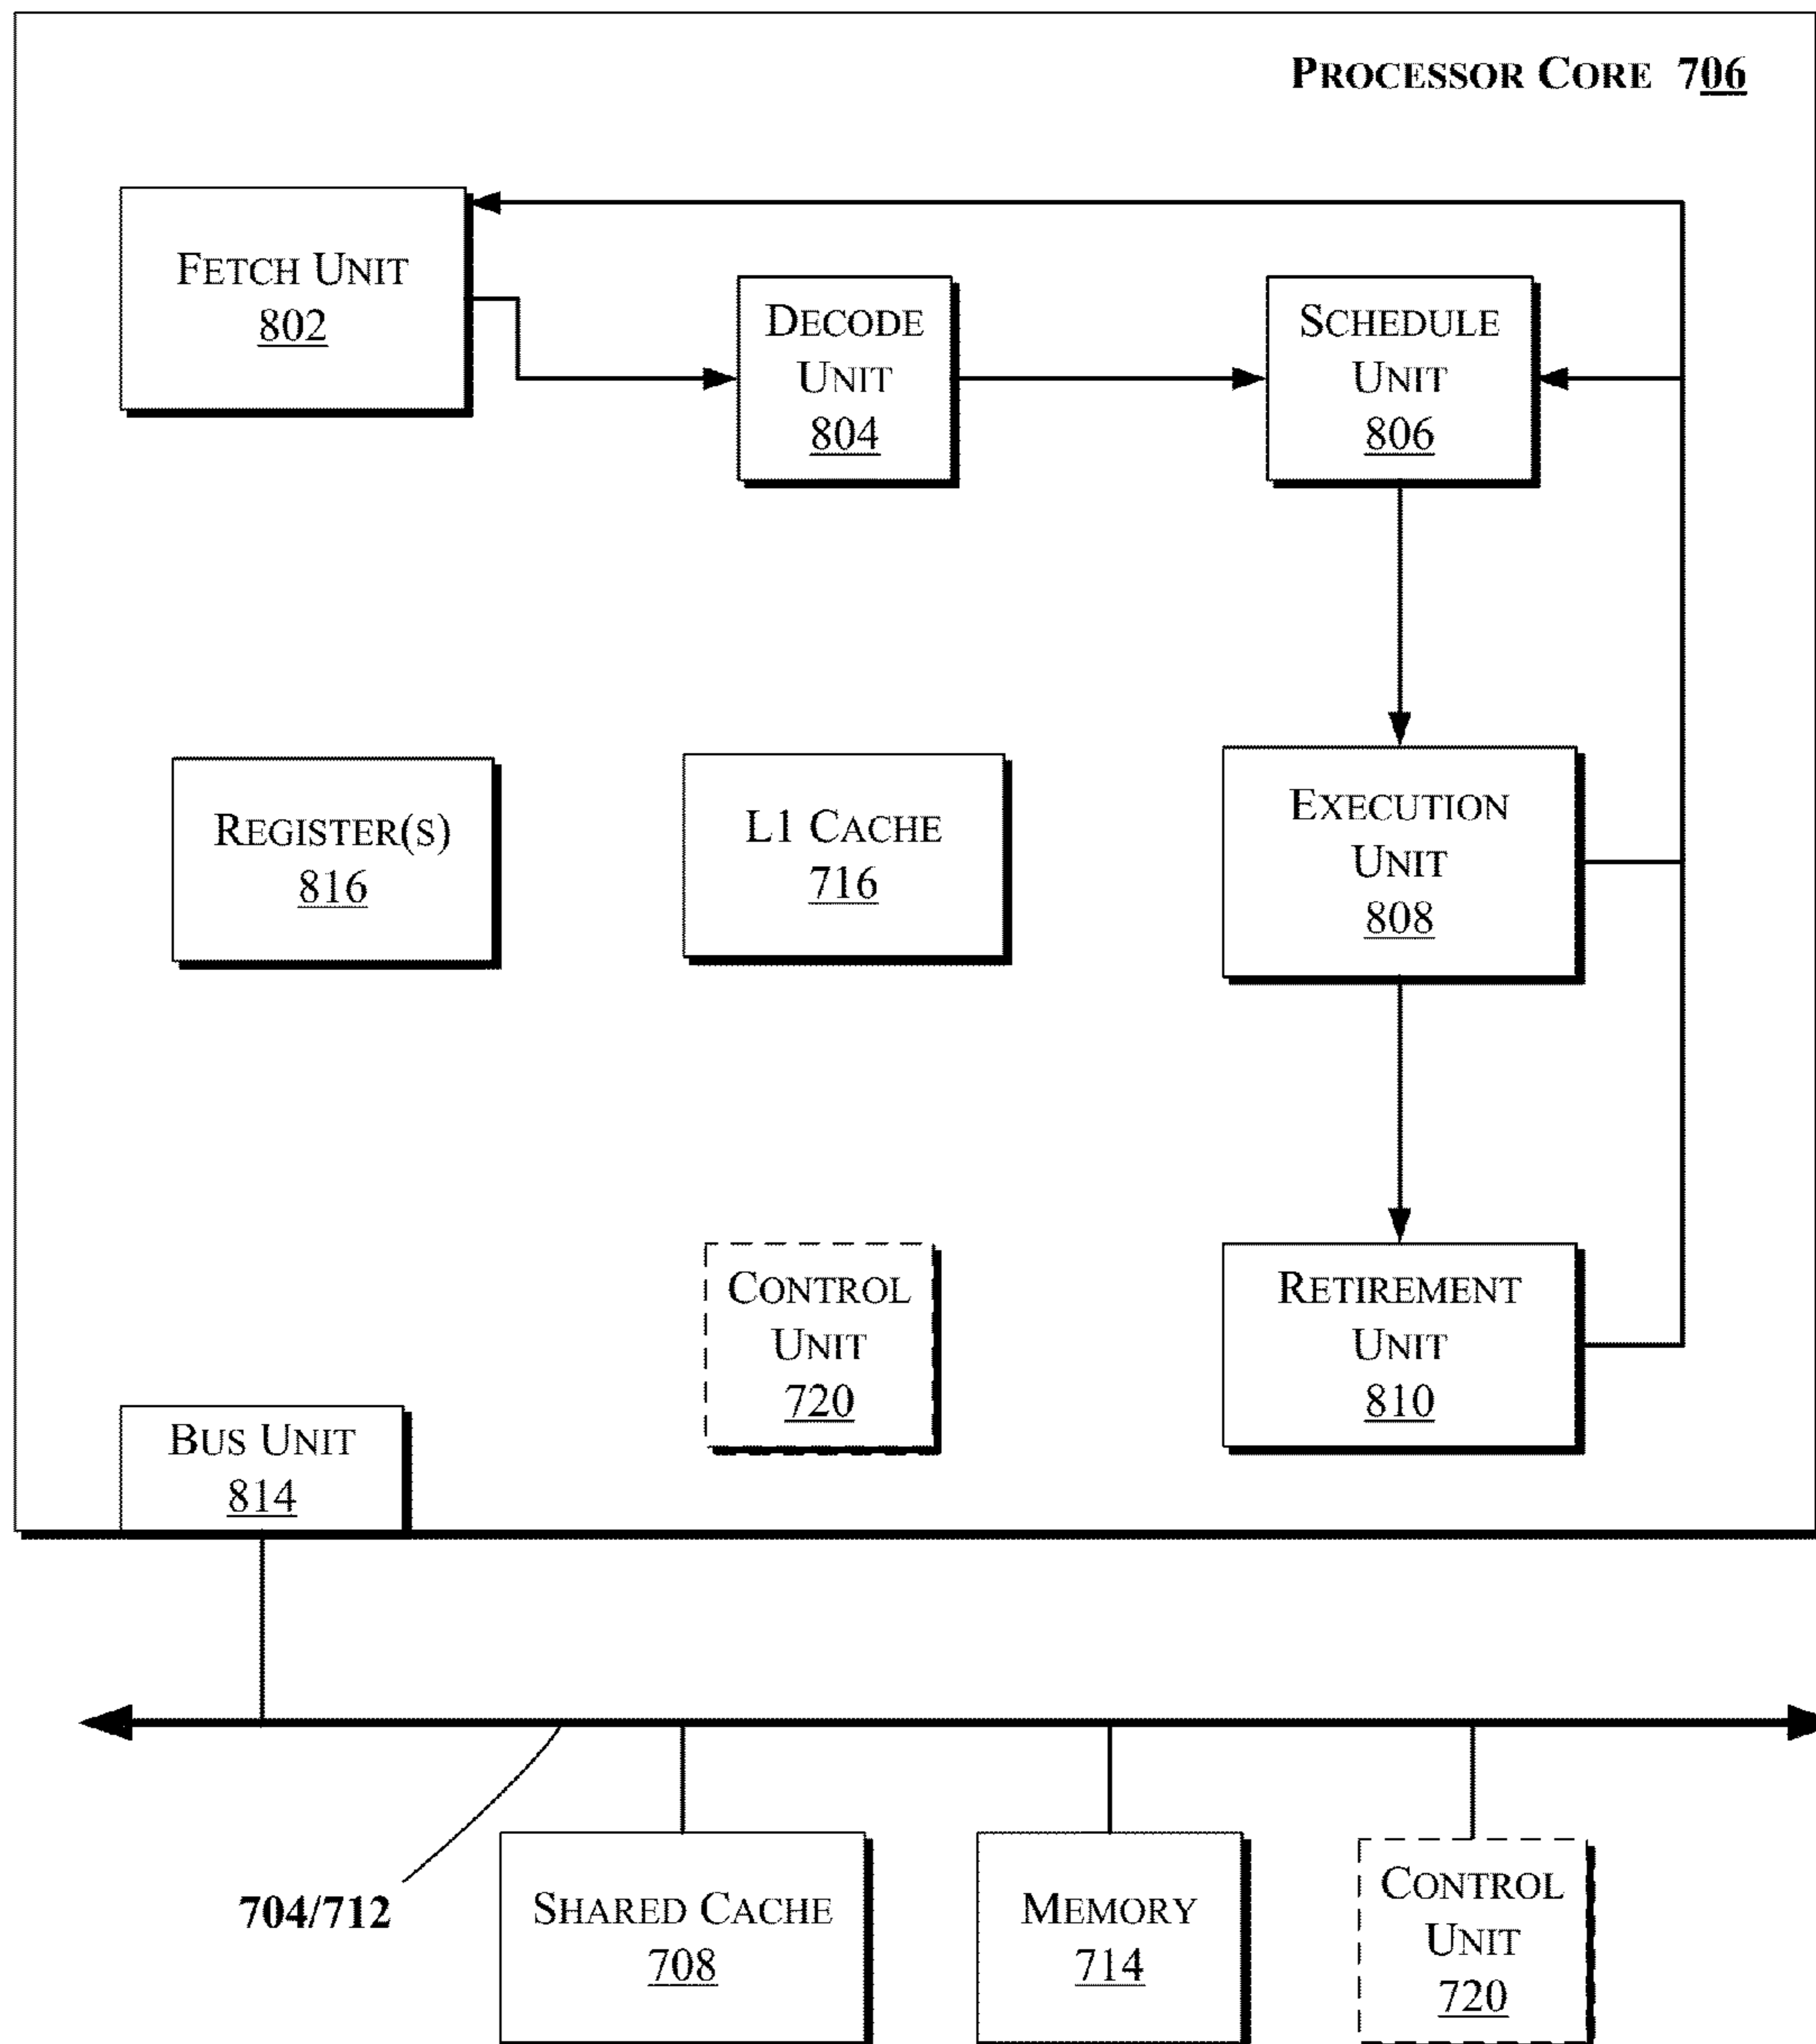 PROCESSOR CORE 706
FETCH UNIT
802
DECODE
UNIT
804
SCHEDULE
UNIT
806
REGISTER(S)
816
L1 CACHE
716
EXECUTION
UNIT
808
CONTROL
UNIT
720
RETIREMENT
UNIT
810
BUS UNIT
814
704/712
SHARED CACHE
708
MEMORY
714
CONTROL
UNIT
720